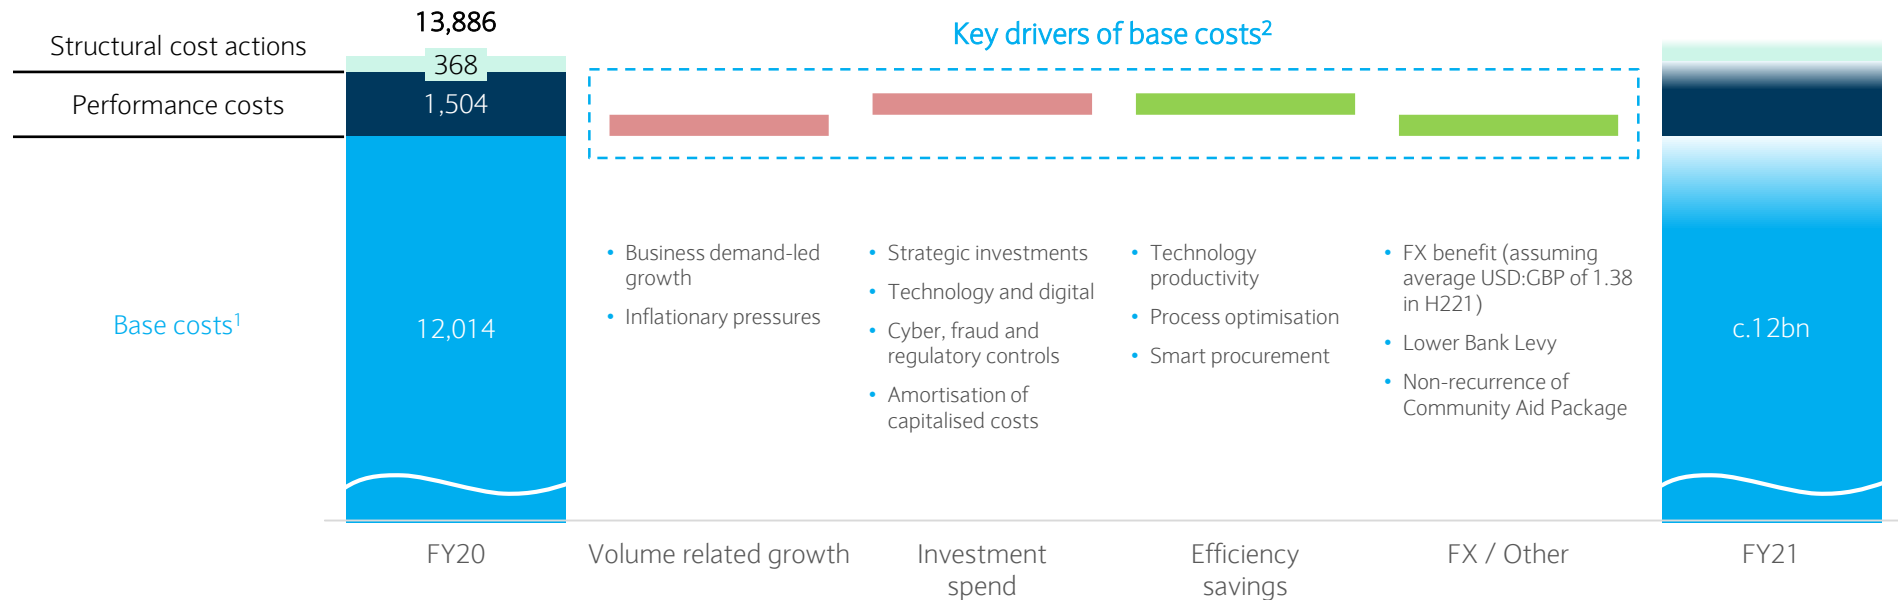 13,886
Key drivers of base costs2
Structural cost actions
368
Performance costs
1,504
Base costs1
12,014
• Business demand-led
growth
• Inflationary pressures
• Strategic investments
• Technology and digital
• Cyber, fraud and
regulatory controls
• Amortisation of
capitalised costs
• Technology
productivity
• Process optimisation
• Smart procurement
• FX benefit (assuming
average USD:GBP of 1.38
in H221)
• Lower Bank Levy
• Non-recurrence of
Community Aid Package
c.12bn
FY20
Volume related growth
Investment
spend
Efficiency
savings
FX / Other
FY21